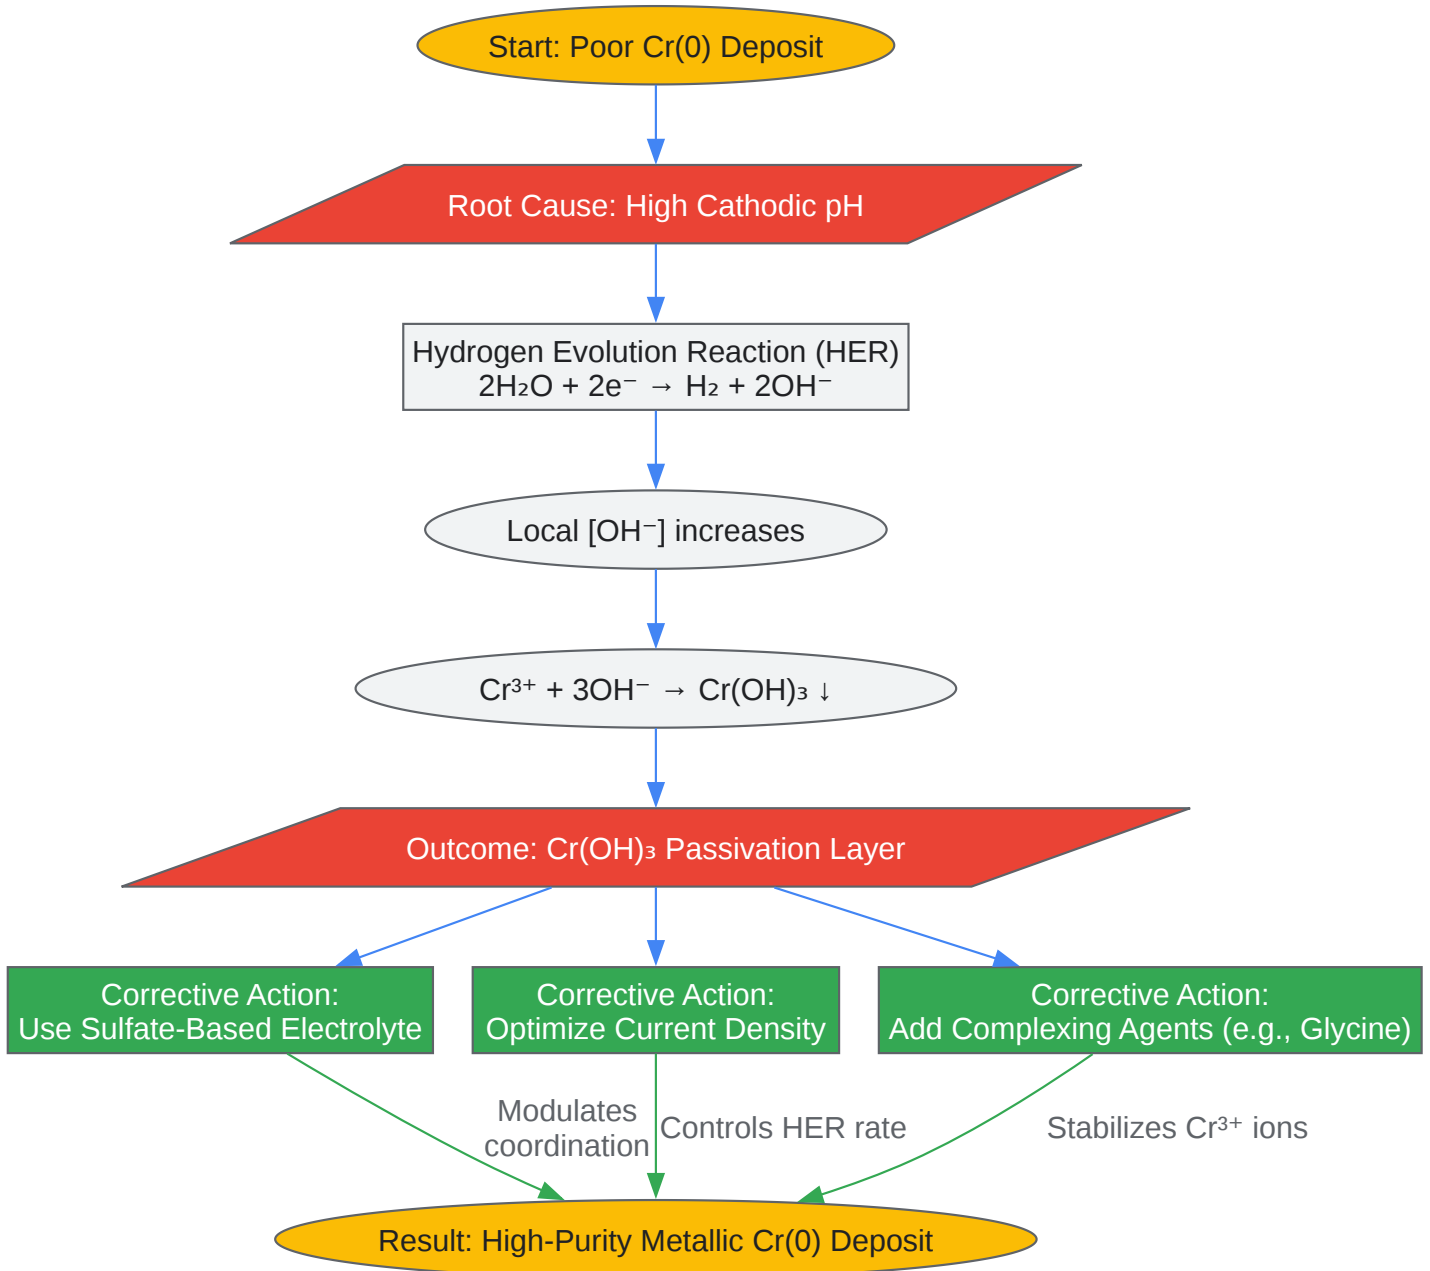 Start: Poor Cr(0) Deposit
Root Cause: High Cathodic pH
Hydrogen Evolution Reaction (HER)
2H₂O + 2e⁻ → H₂ + 2OH⁻
Local [OH⁻] increases
Cr³⁺ + 3OH⁻ → Cr(OH)₃ ↓
Outcome: Cr(OH)₃ Passivation Layer
Corrective Action:
Use Sulfate-Based Electrolyte
Corrective Action:
Optimize Current Density
Corrective Action:
Add Complexing Agents (e.g., Glycine)
Modulates
coordination
Controls HER rate
Stabilizes Cr³⁺ ions
Result: High-Purity Metallic Cr(0) Deposit